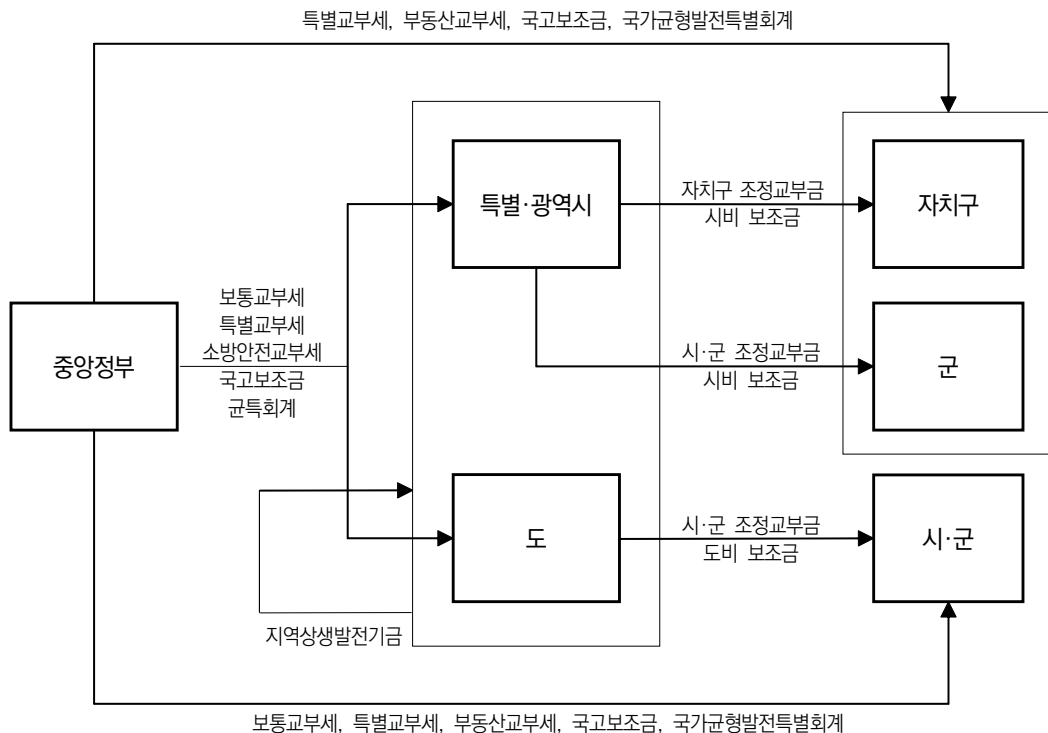 특별교부세, 부동산교부세, 국고보조금, 국가균형발전특별회계
특별·광역시
자치구 조정교부금
시비 보조금
자치구
중앙정부
보통교부세
특별교부세
소방안전교부세
국고보조금
균특회계
시·군 조정교부금
시비 보조금
군
도
시·군 조정교부금
도비 보조금
시·군
지역상생발전기금
보통교부세, 특별교부세, 부동산교부세, 국고보조금, 국가균형발전특별회계